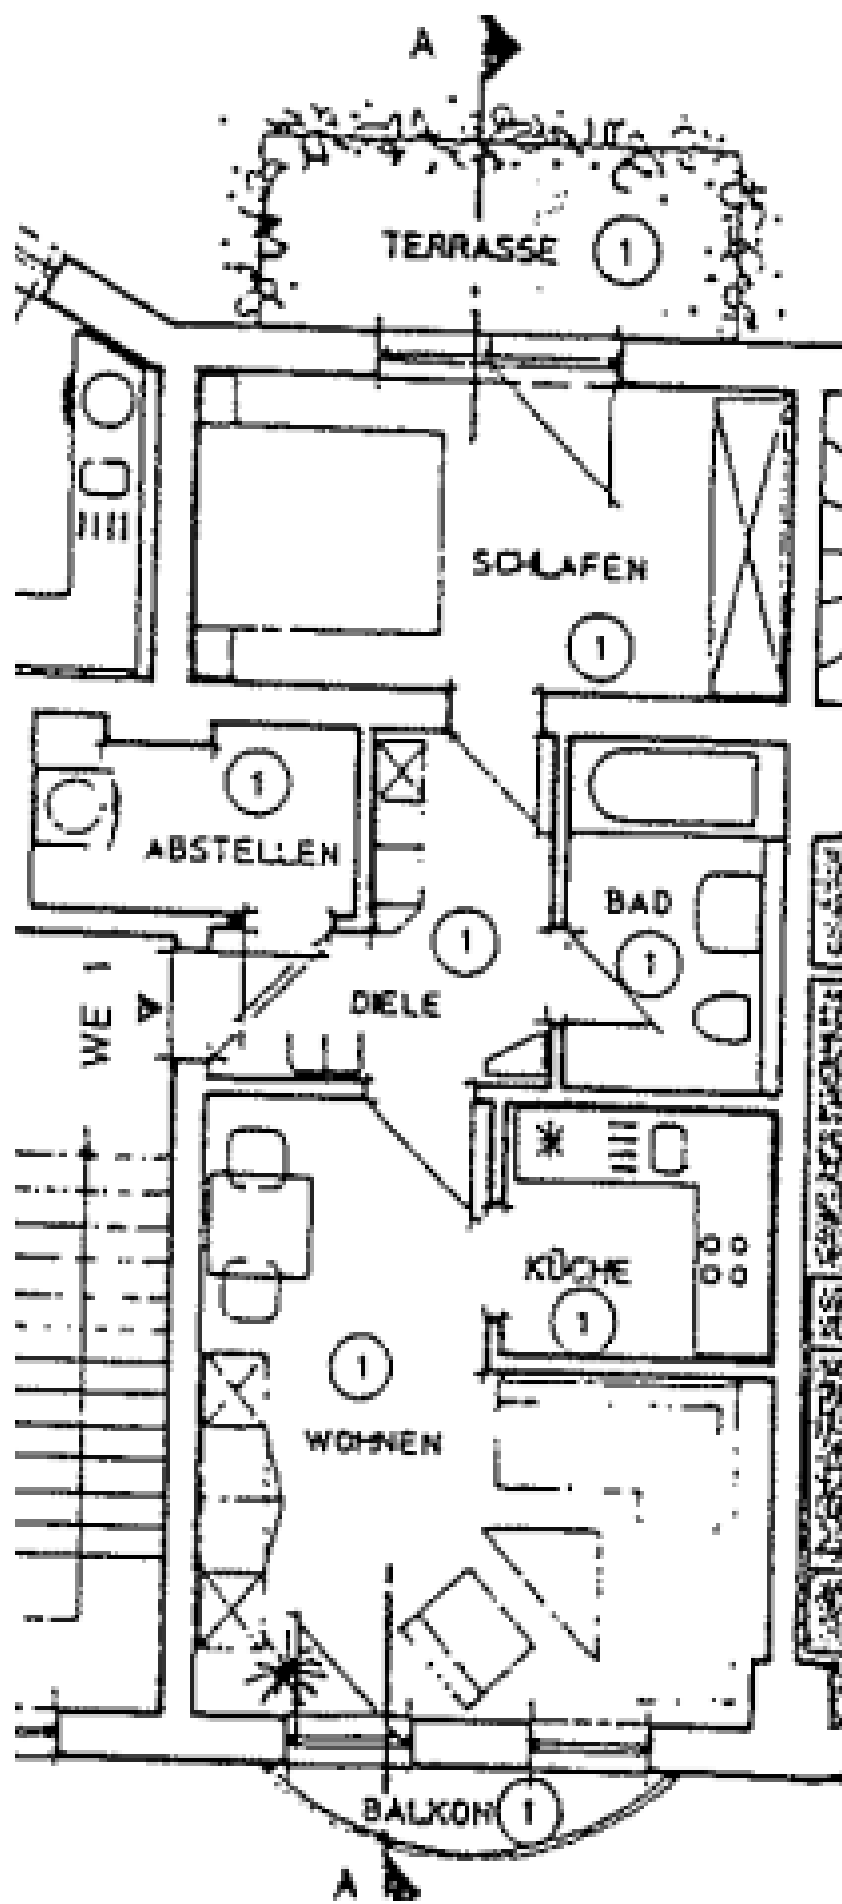 A
TERRASSE 1
SCHLAFEN
1
1
ABSTELLEN
BAD
1
1
DIELE
WE 1
KÜCHE
1
1
WOHNEN
BALKON 1
A